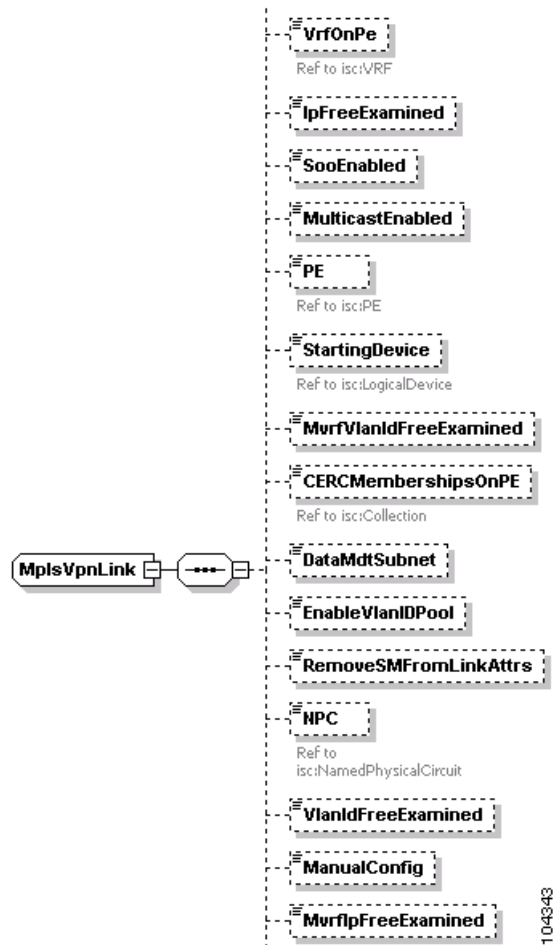 VrfOnPe
Ref to isc:VRF
IpFreeExamined
SooEnabled
MulticastEnabled
PE
Ref to isc:PE
StartingDevice
Ref to isc:LogicalDevice
MvrfVlanIdFreeExamined
CERCMembershipsOnPE
Ref to isc:Collection
MplsVpnLink
DataMdtSubnet
EnableVlanIDPool
RemoveSMFromLinkAttrs
NPC
Ref to
isc:NamedPhysicalCircuit
VlanIdFreeExamined
ManualConfig
MvrfIpFreeExamined
104343